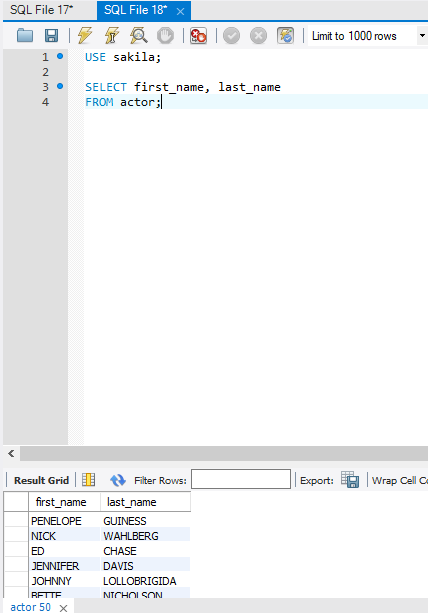 SQL File 17* SQL File 18* ×
Limit to 1000 rows
1 USE sakila;
2
3 SELECT first_name, last_name
4 FROM actor;
Result Grid Filter Rows: Export: Wrap Cell Co
first_name last_name
PENELOPE GUINESS
NICK WAHLBERG
ED CHASE
JENNIFER DAVIS
JOHNNY LOLLOBRIGIDA
BETTE NICHOLSON
actor 50 ×